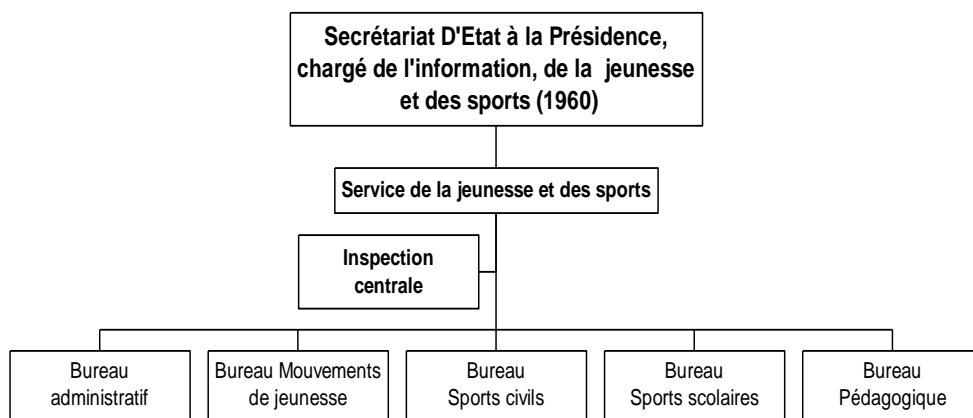 Secrétariat D'Etat à la Présidence,
chargé de l'information, de la jeunesse
et des sports (1960)
Service de la jeunesse et des sports
Inspection
centrale
Bureau
administratif
Bureau Mouvements
de jeunesse
Bureau
Sports civils
Bureau
Sports scolaires
Bureau
Pédagogique